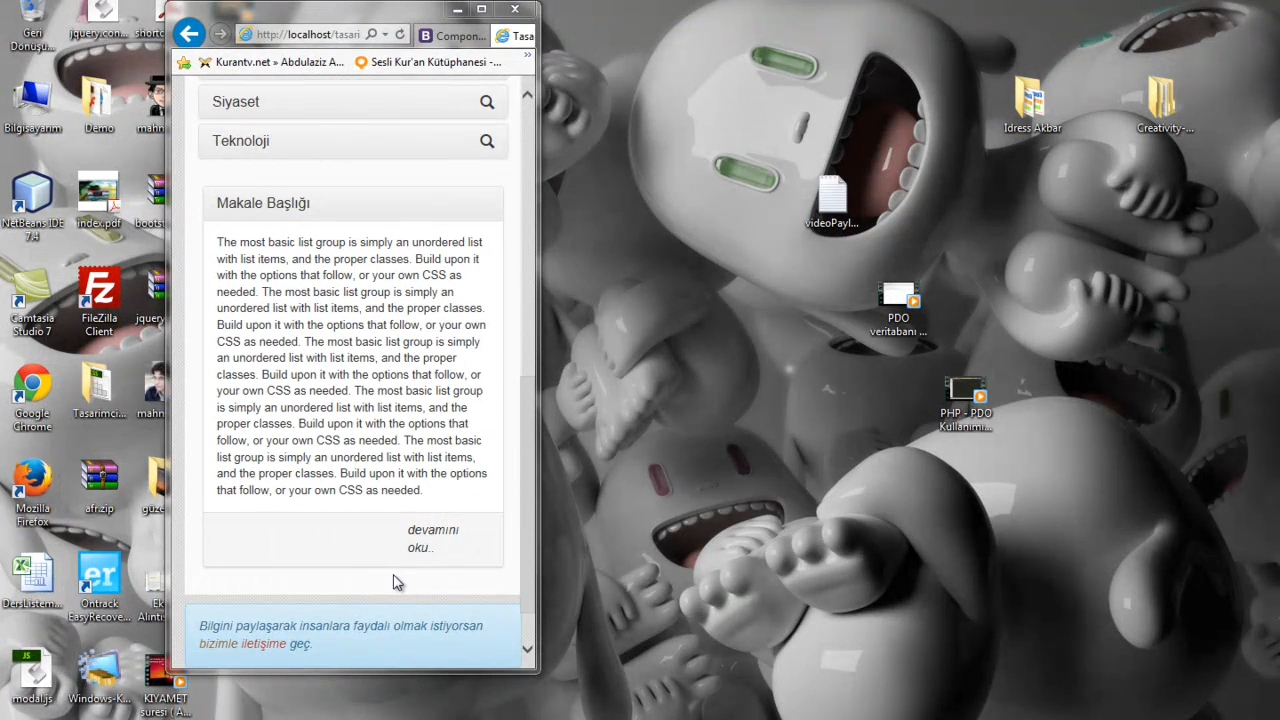 Geri
Dönüşü...
jquery.con...
shortc
http://localhost/tasari
Compon...
Tasa
Kurantv.net » Abdulaziz A...
Sesli Kur'an Kütüphanesi -...
»
Siyaset
Teknoloji
Bilgisayarım
Demo
mahn
Idress Akbar
Creativity-...
NetBeans IDE
7.4
index.pdf
bootst
videoPayl...
Makale Başlığı
The most basic list group is simply an unordered list
with list items, and the proper classes. Build upon it
with the options that follow, or your own CSS as
needed. The most basic list group is simply an
unordered list with list items, and the proper classes.
Build upon it with the options that follow, or your own
CSS as needed. The most basic list group is simply
an unordered list with list items, and the proper
classes. Build upon it with the options that follow, or
your own CSS as needed. The most basic list group
is simply an unordered list with list items, and the
proper classes. Build upon it with the options that
follow, or your own CSS as needed. The most basic
list group is simply an unordered list with list items,
and the proper classes. Build upon it with the options
that follow, or your own CSS as needed.
devamını
oku..
Bilgini paylaşarak insanlara faydalı olmak istiyorsan
bizimle iletişime geç.
Camtasia
Studio 7
FileZilla
Client
jquery
PDO
veritabanı ...
Google
Chrome
Tasarimci...
mahn
PHP - PDO
Kullanımı...
Mozilla
Firefox
afr.zip
güze
DersListem...
er
Ontrack
EasyRecove...
Ek
Alıntıs
JS
modal.js
Windows-K...
KIYAMET
suresi ( A...